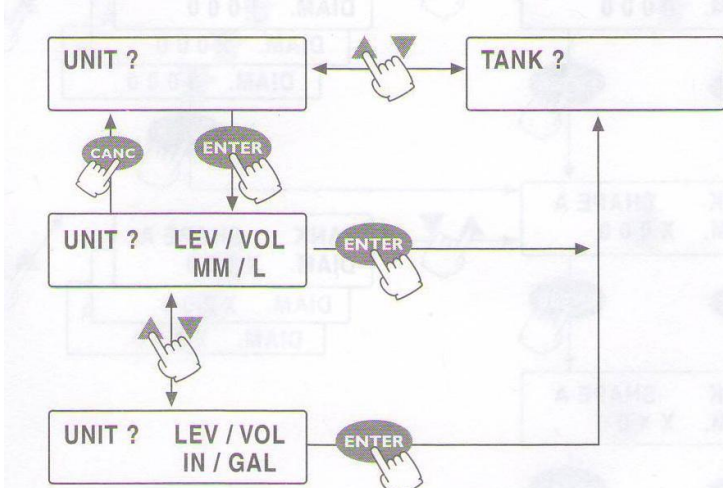 UNIT ?
TANK ?
CANC
ENTER
UNIT ? LEV / VOL
MM / L
ENTER
UNIT ? LEV / VOL
IN / GAL
ENTER